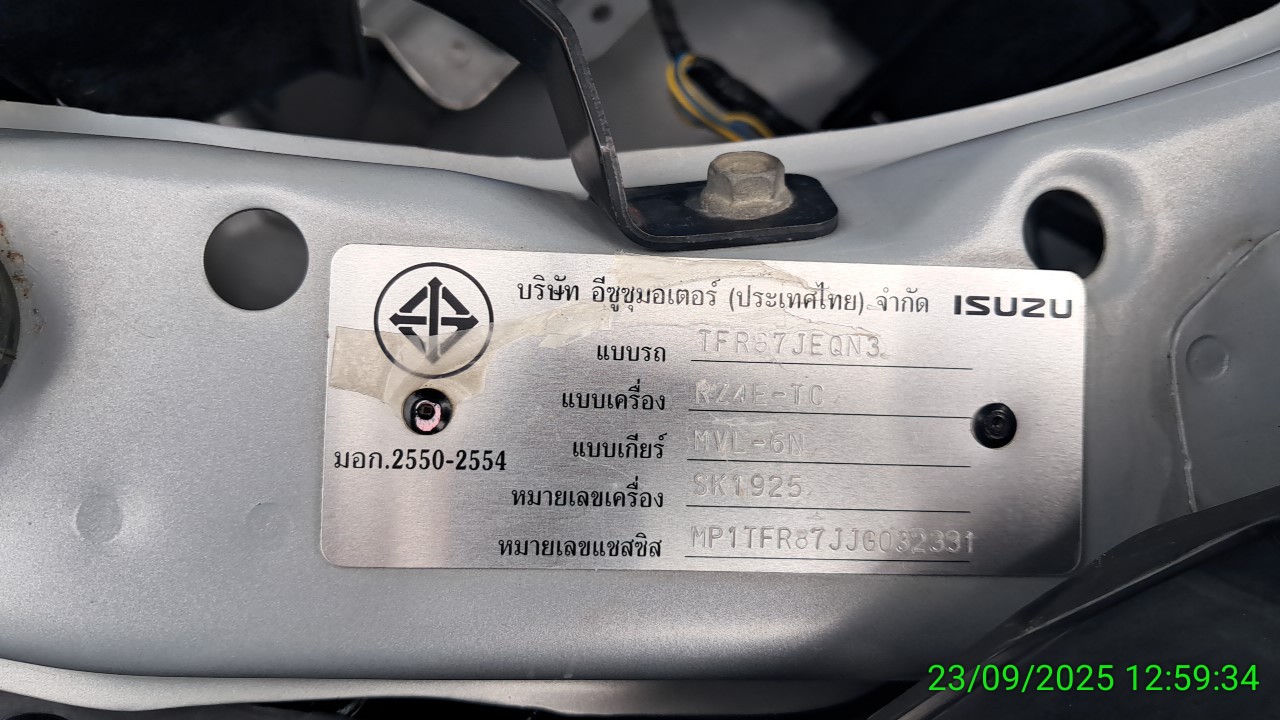 บริษัท อีซูซุมอเตอร์ (ประเทศไทย) จำกัด ISUZU
แบบรถ TFR87JEQN3
แบบเครื่อง RZ4E-TC
แบบเกียร์ MVL-6N
มอก.2550-2554
หมายเลขเครื่อง SK1925
หมายเลขแชสซิส MP1TFR87JJG032331
23/09/2025 12:59:34